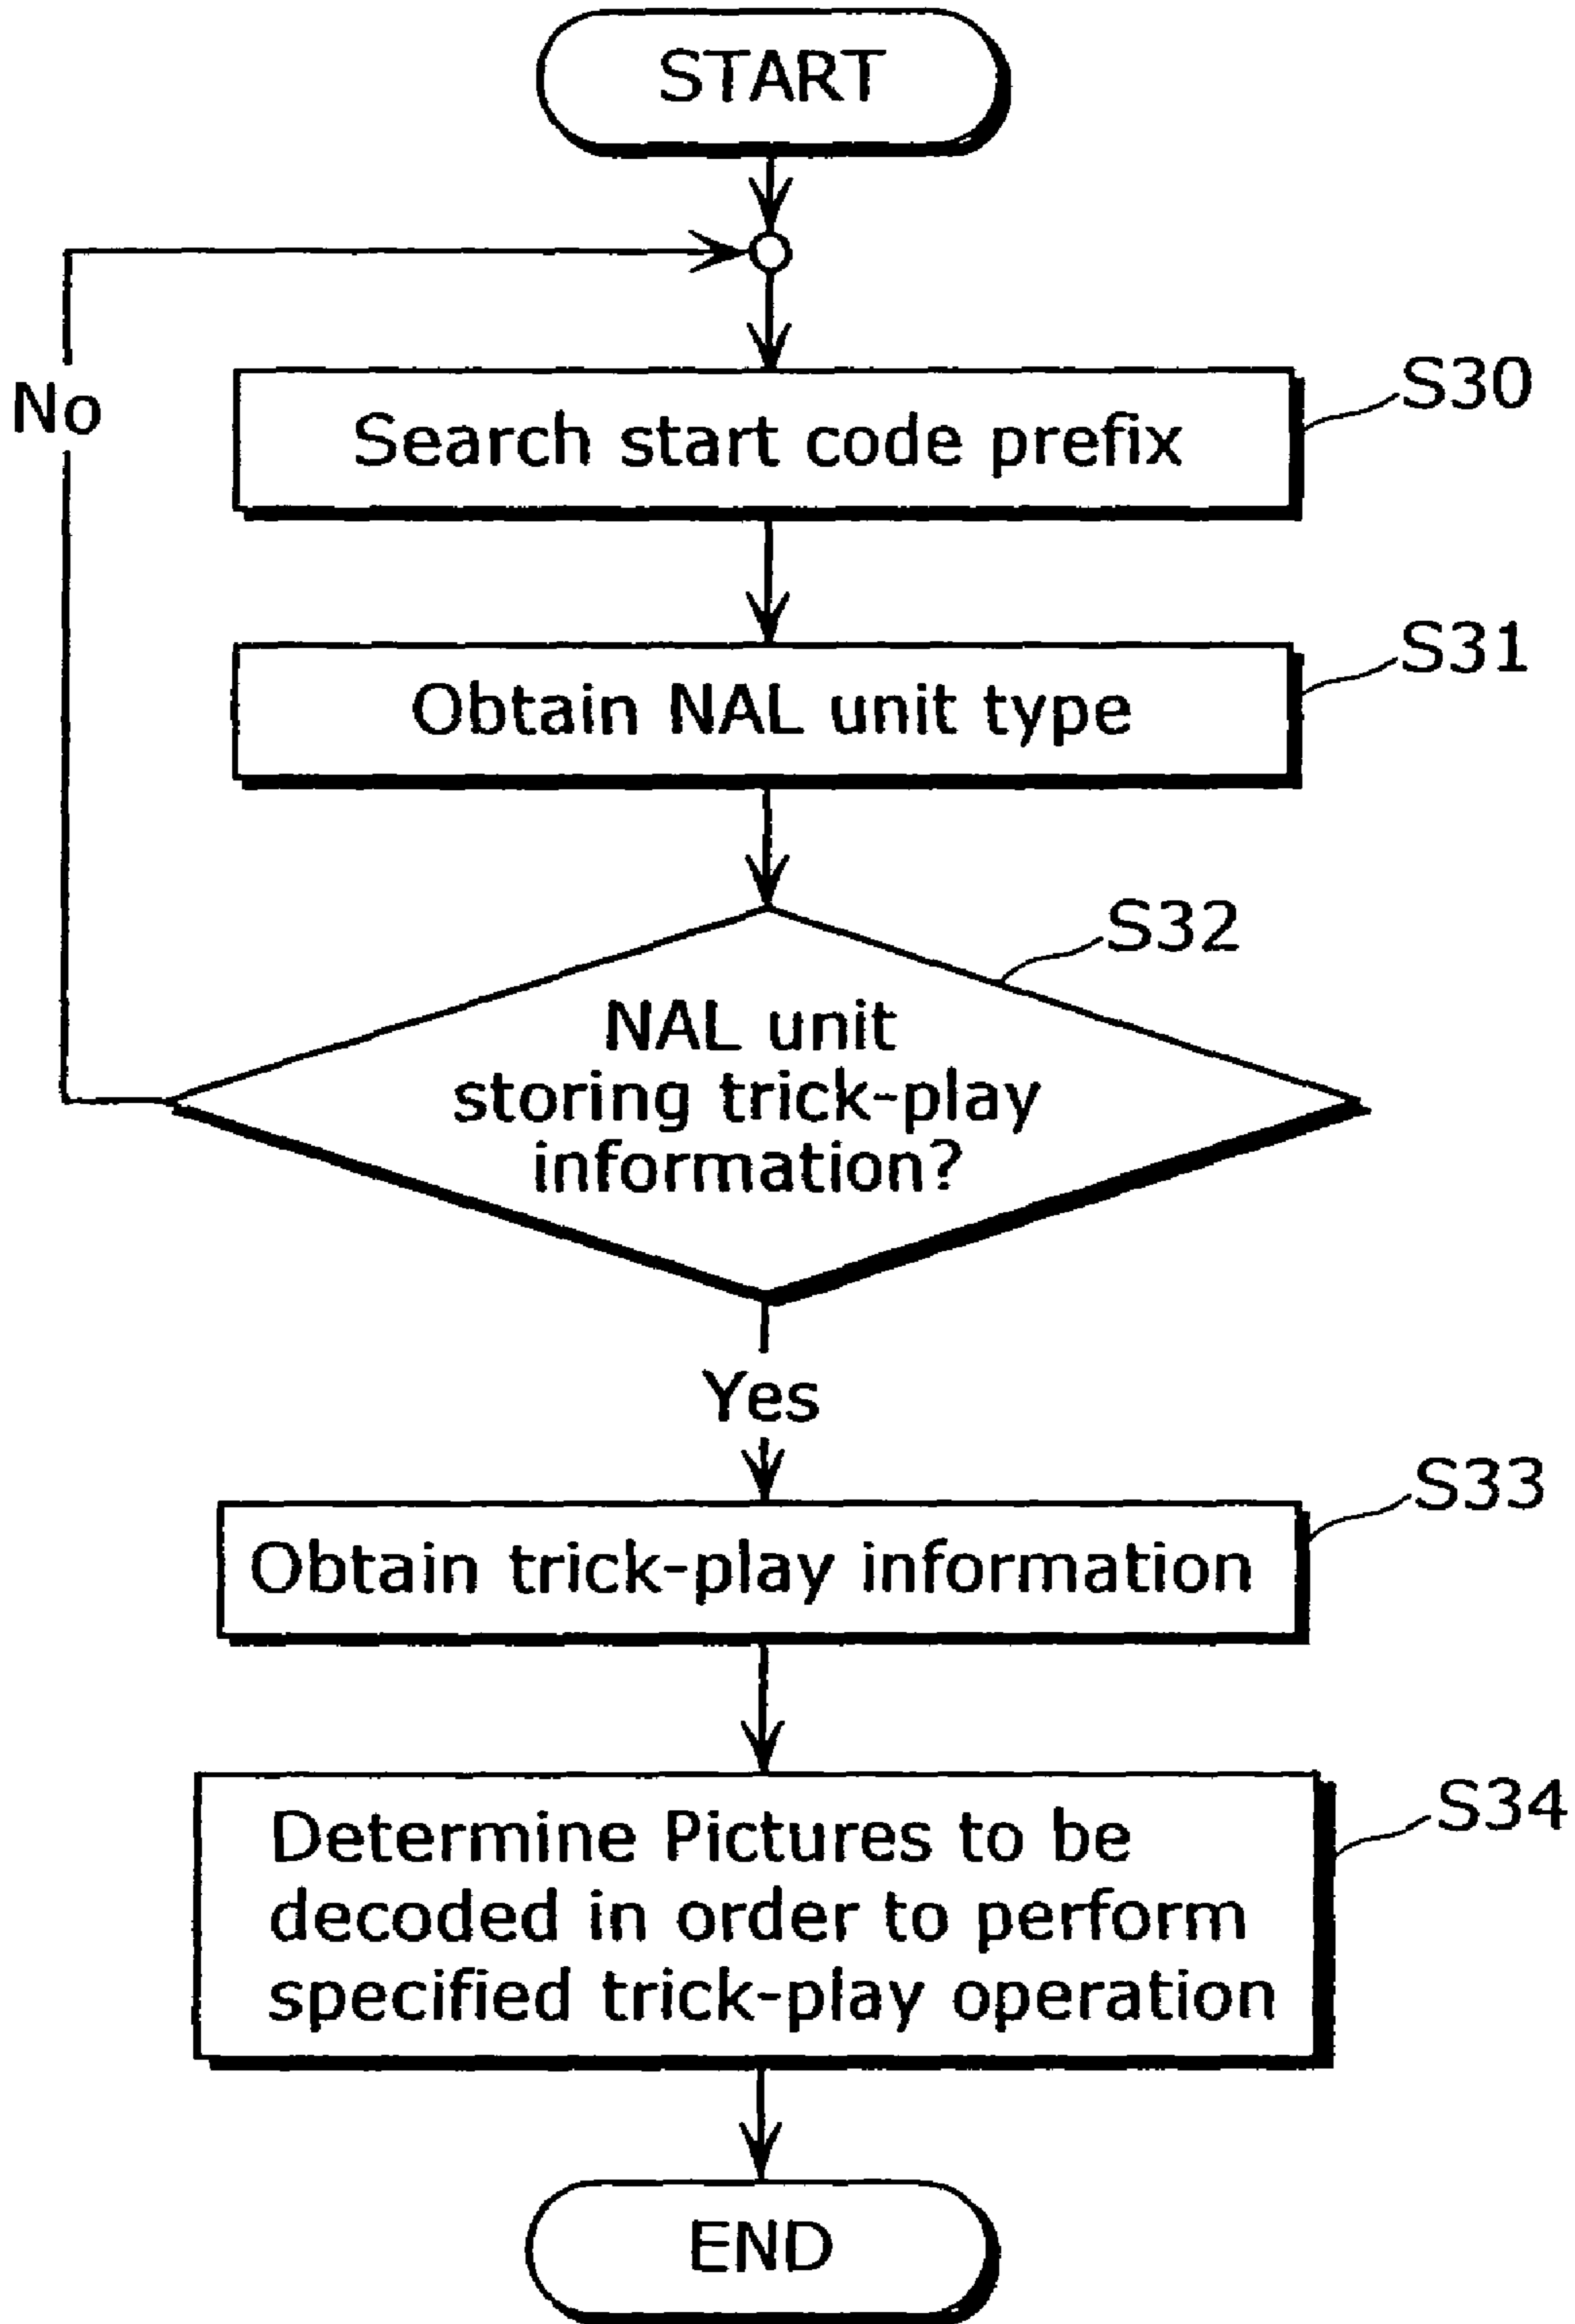 START
No
S30
Search start code prefix
S31
Obtain NAL unit type
S32
NAL unit
storing trick-play
information?
Yes
S33
Obtain trick-play information
S34
Determine Pictures to be
decoded in order to perform
specified trick-play operation
END